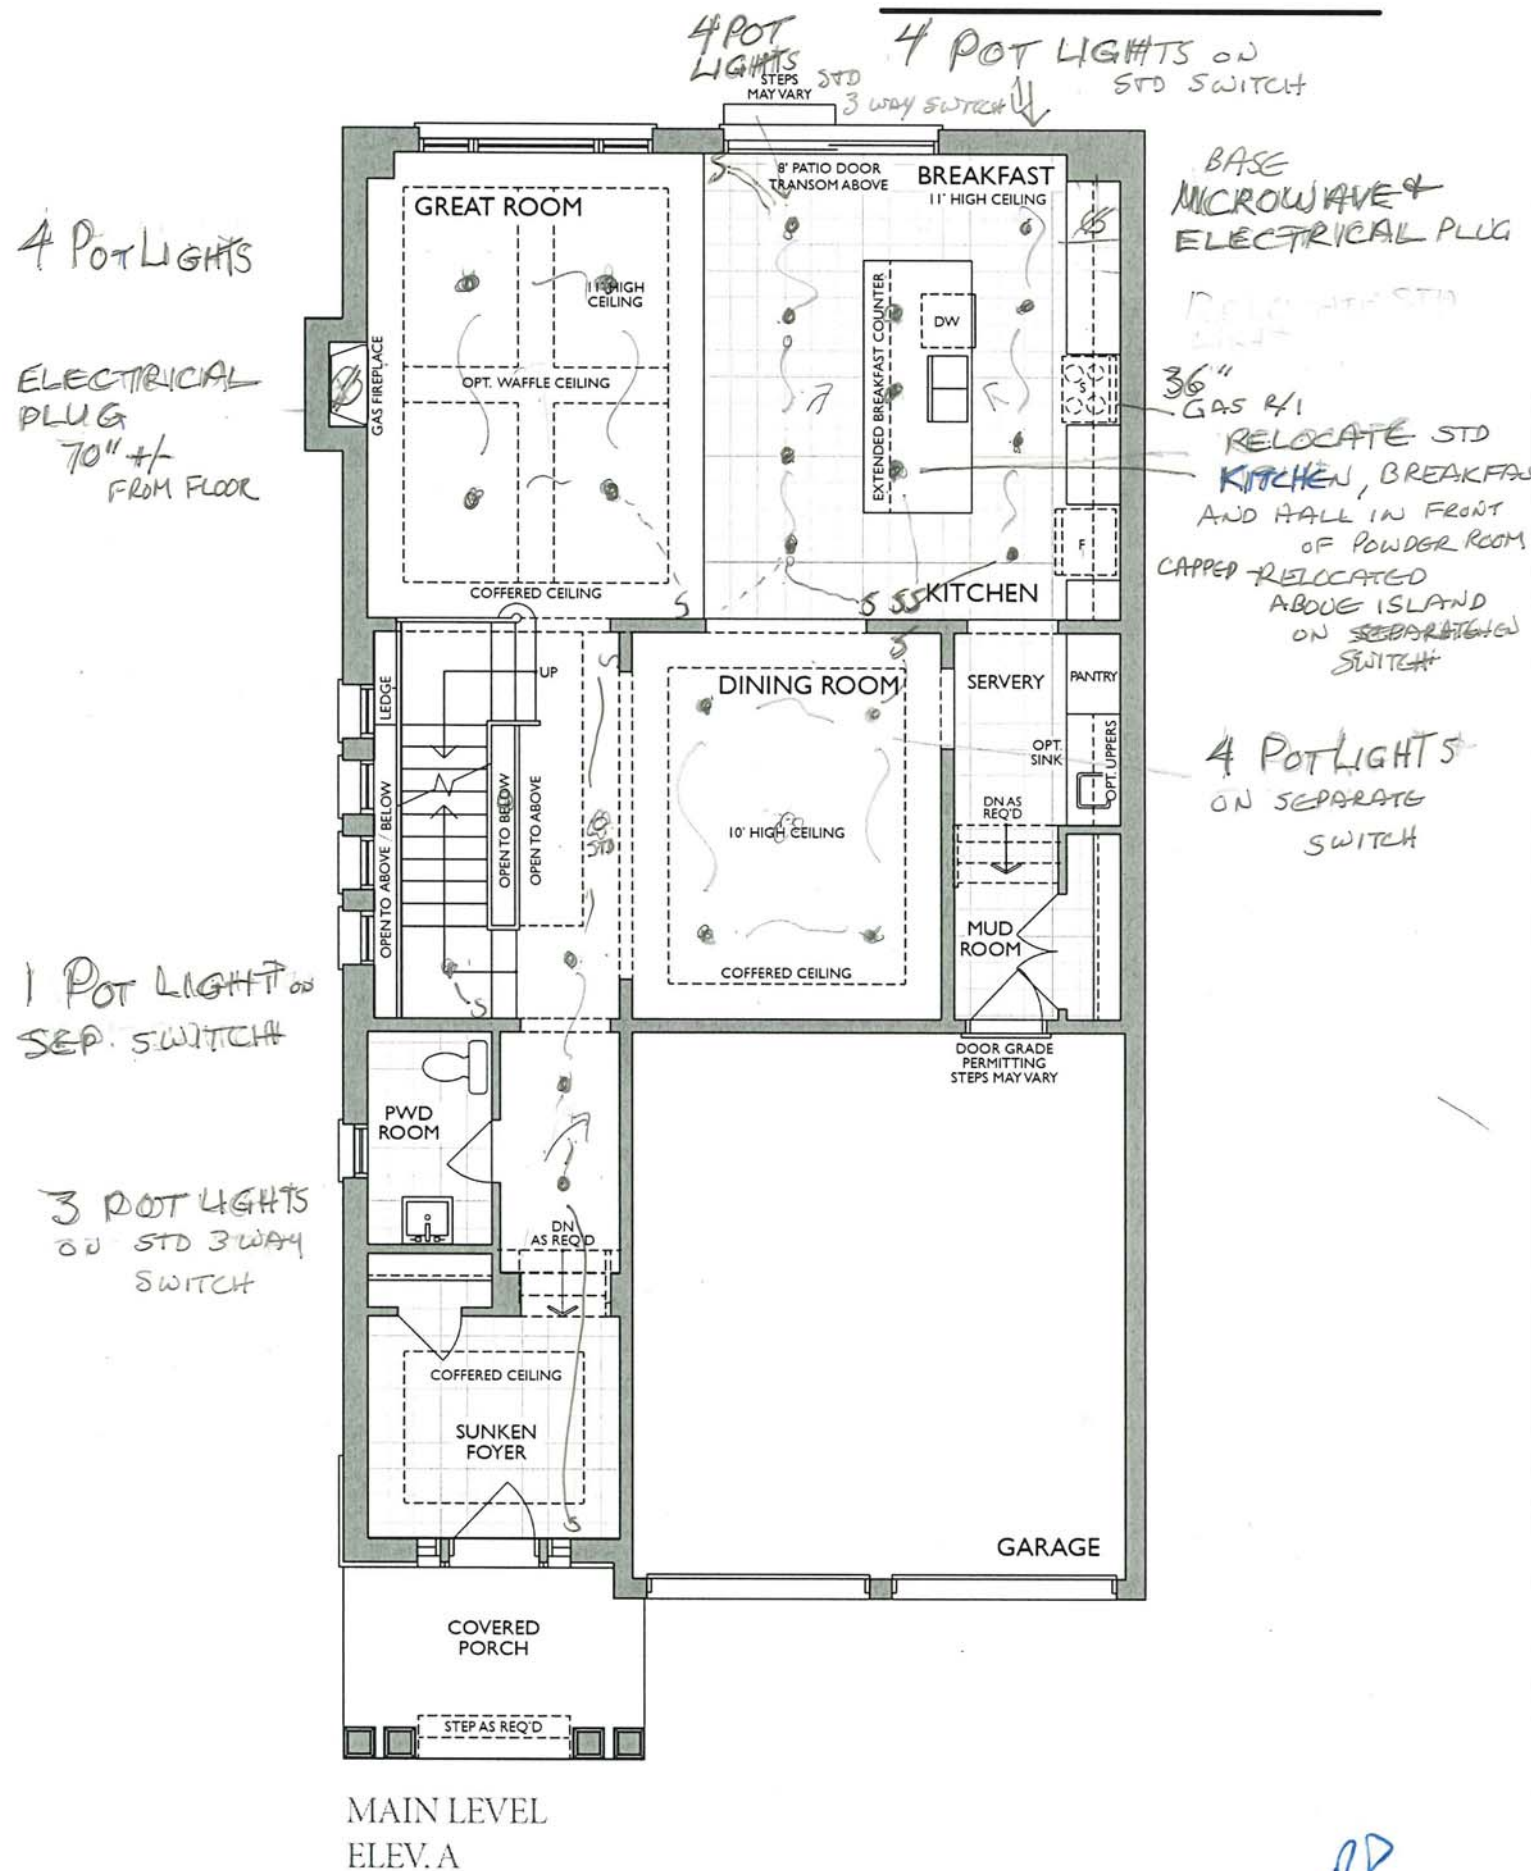 4 POT
LIGHTS
STEPS
MAY VARY
STD
3 WAY SWITCH
4 POT LIGHTS ON
STD SWITCH
8' PATIO DOOR
TRANSOM ABOVE
BREAKFAST
11' HIGH CEILING
BASE
MICROWAVE &
ELECTRICAL PLUG
GREAT ROOM
4 POT LIGHTS
11' HIGH
CEILING
GAS FIREPLACE
OPT. WAFFLE CEILING
ELECTRICAL
PLUG
70" +/-
FROM FLOOR
COFFERED CEILING
EXTENDED BREAKFAST COUNTER
DW
S
36"
GAS R/I
RELOCATE STD
KITCHEN, BREAKFAS
AND HALL IN FRONT
OF POWDER ROOM
CAPPED - RELOCATED
ABOVE ISLAND
ON
SWITCH
F
S
S
S
SS
KITCHEN
S
S
LEDGE
UP
DINING ROOM
SERVERY
PANTRY
OPT.
SINK
OPT. UPPERS
DN AS
REQ'D
4 POT LIGHTS
ON SEPARATE
SWITCH
OPEN TO ABOVE / BELOW
OPEN TO BELOW
OPEN TO ABOVE
STD
10' HIGH CEILING
COFFERED CEILING
MUD
ROOM
1 POT LIGHT ON
SEP. SWITCH
S
DOOR GRADE
PERMITTING
STEPS MAY VARY
PWD
ROOM
3 POT LIGHTS
ON STD 3 WAY
SWITCH
DN
AS REQ'D
COFFERED CEILING
SUNKEN
FOYER
S
GARAGE
COVERED
PORCH
STEP AS REQ'D
MAIN LEVEL
ELEV. A